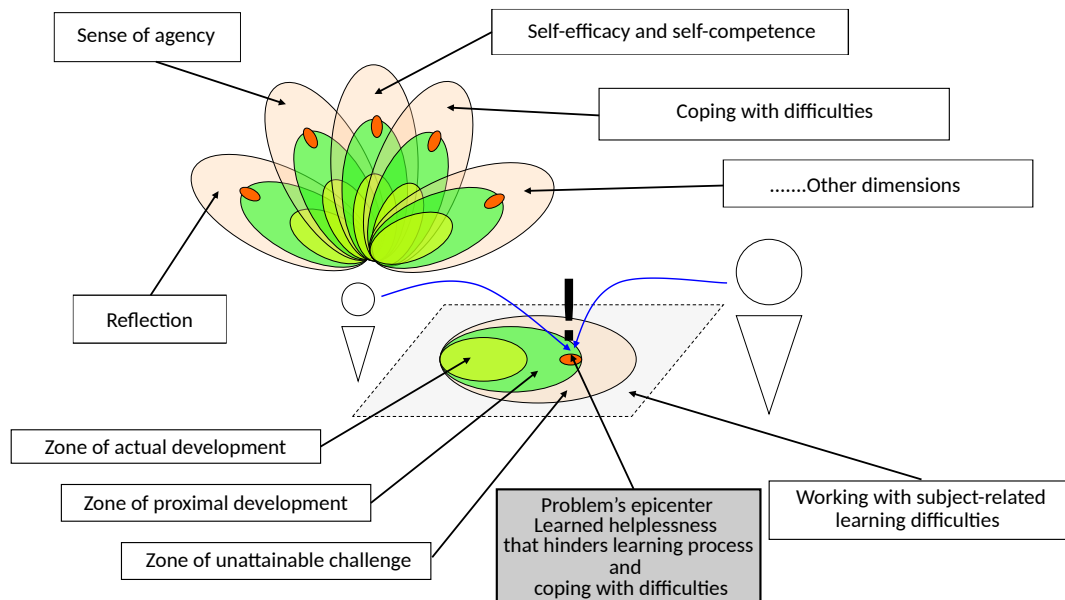 Sense of agency
Self-efficacy and self-competence
Coping with difficulties
.......Other dimensions
Reflection
!
Zone of actual development
Zone of proximal development
Zone of unattainable challenge
Problem’s epicenter
Learned helplessness
that hinders learning process
and
coping with difficulties
Working with subject-related
learning difficulties